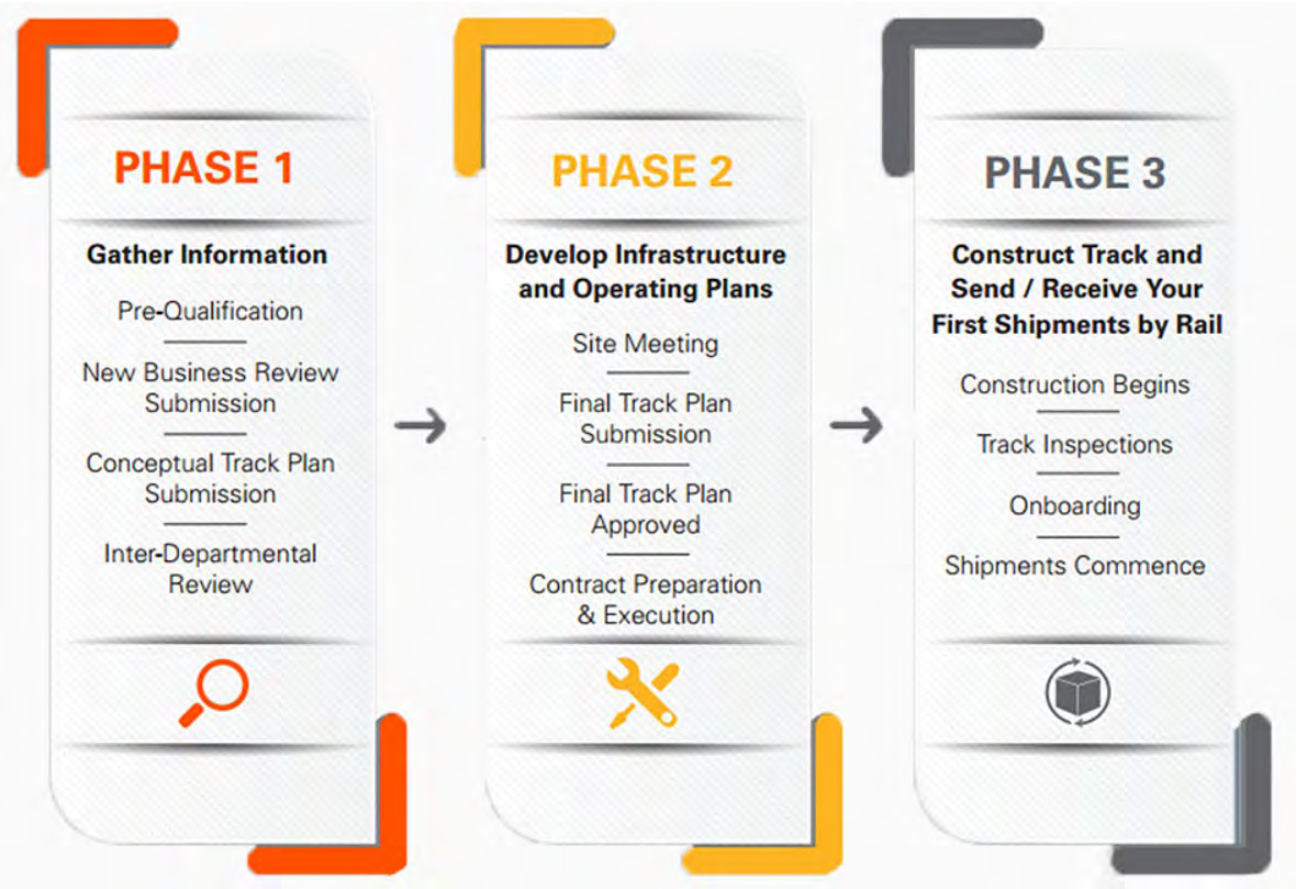 PHASE 1
Gather Information
Pre-Qualification
New Business Review
Submission
Conceptual Track Plan
Submission
Inter-Departmental
Review
PHASE 2
Develop Infrastructure
and Operating Plans
Site Meeting
Final Track Plan
Submission
Final Track Plan
Approved
Contract Preparation
& Execution
PHASE 3
Construct Track and
Send / Receive Your
First Shipments by Rail
Construction Begins
Track Inspections
Onboarding
Shipments Commence